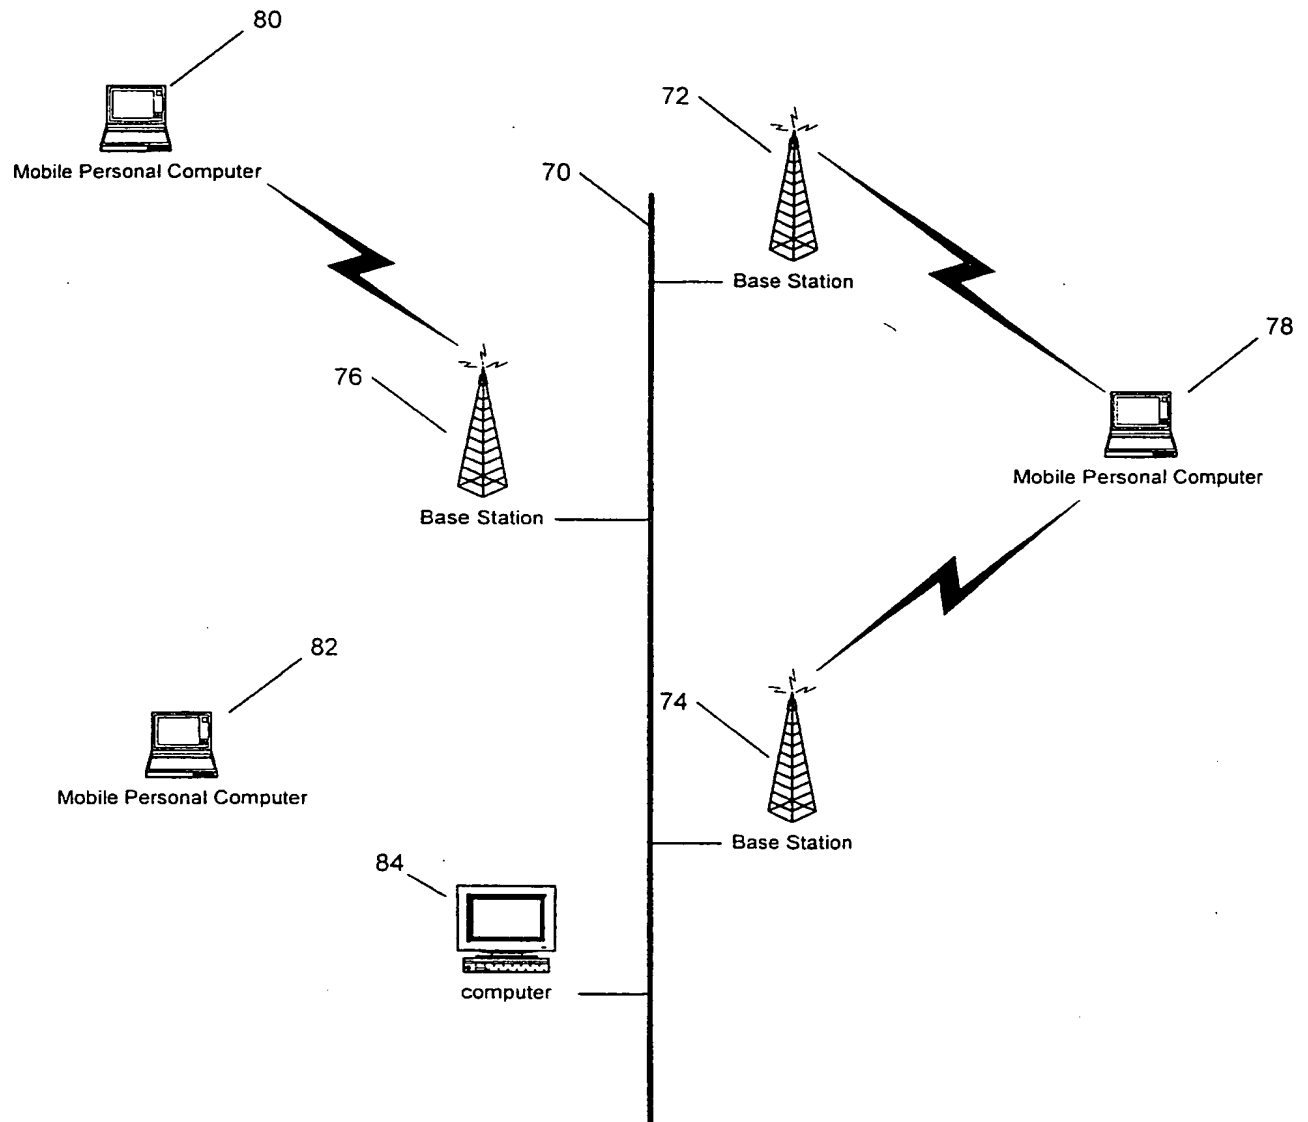 80
Mobile Personal Computer
72
70
Base Station
78
76
Mobile Personal Computer
Base Station
82
74
Mobile Personal Computer
Base Station
84
computer